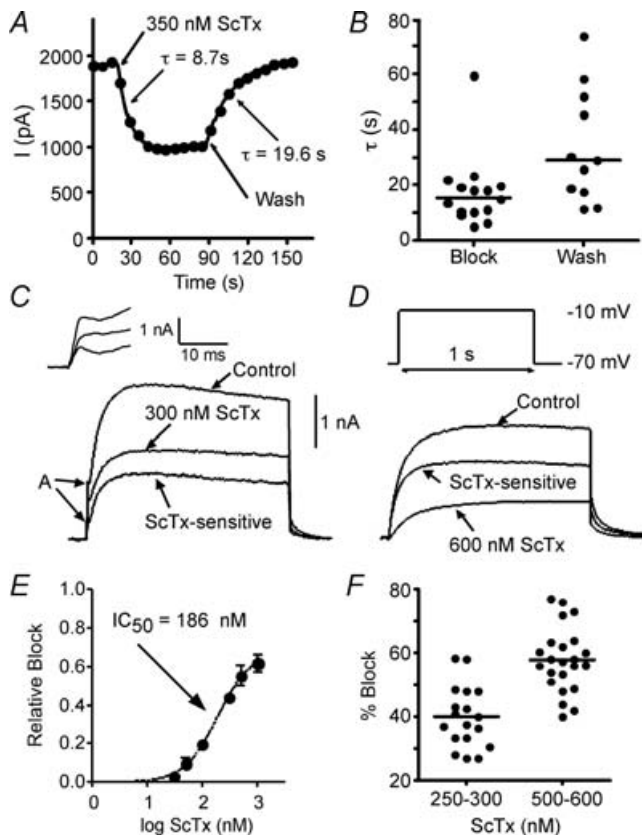 A
350 nM ScTx
τ = 8.7s
τ = 19.6 s
Wash
I (pA)
2000
1500
1000
500
0
0 30 60 90 120 150
Time (s)
B
τ (s)
80
60
40
20
0
Block Wash
C
1 nA
10 ms
Control
300 nM ScTx
1 nA
A
ScTx-sensitive
D
-10 mV
1 s
-70 mV
Control
ScTx-sensitive
600 nM ScTx
E
IC50 = 186 nM
Relative Block
1.0
0.8
0.6
0.4
0.2
0.0
0 1 2 3
log ScTx (nM)
F
% Block
80
60
40
20
250-300 500-600
ScTx (nM)